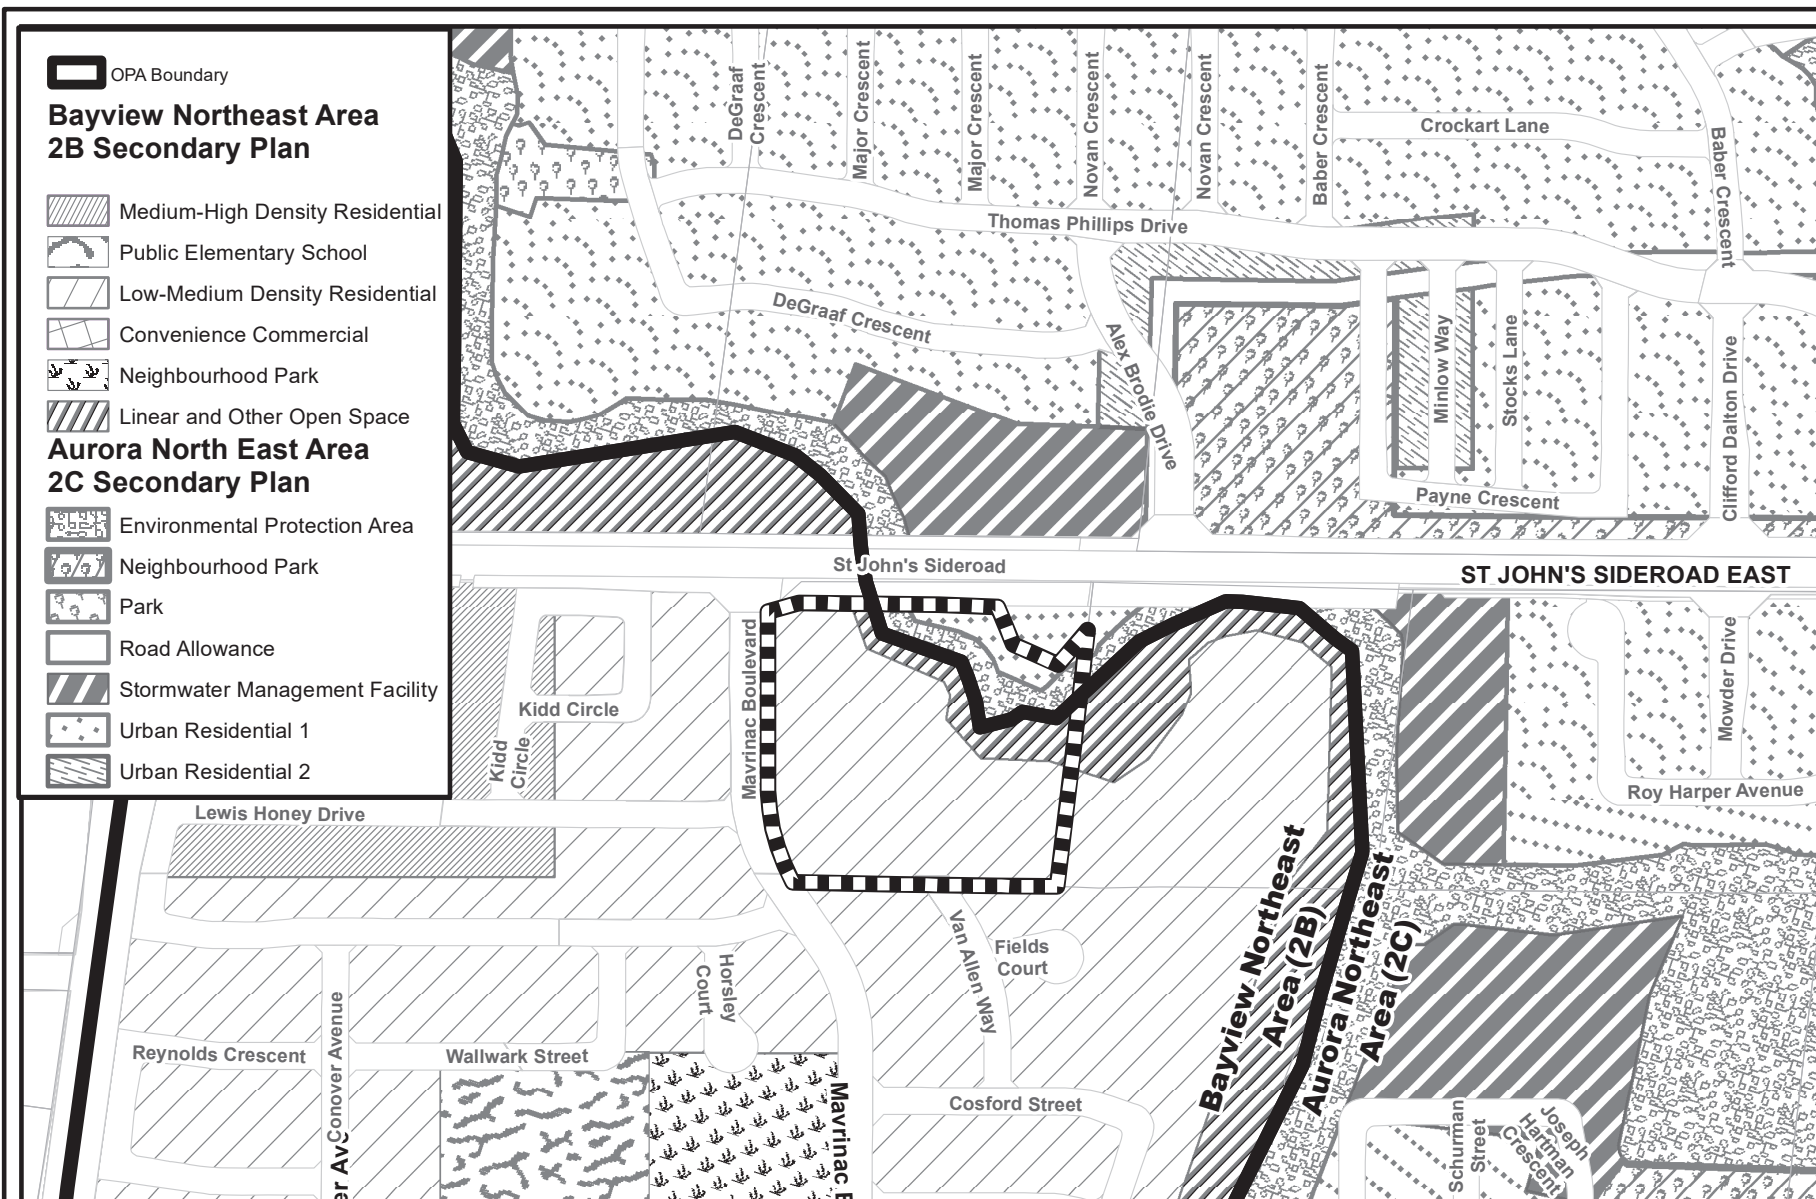 OPA Boundary
Bayview Northeast Area
2B Secondary Plan
Medium-High Density Residential
Public Elementary School
Low-Medium Density Residential
Convenience Commercial
Neighbourhood Park
Linear and Other Open Space
Aurora North East Area
2C Secondary Plan
Environmental Protection Area
Neighbourhood Park
Park
Road Allowance
Stormwater Management Facility
Urban Residential 1
Urban Residential 2
DeGraaf
Crescent
Major Crescent
Major Crescent
Novan Crescent
Novan Crescent
Baber Crescent
Crockart Lane
Baber Crescent
Thomas Phillips Drive
DeGraaf Crescent
Alex Brodie Drive
Minlow Way
Stocks Lane
Clifford Dalton Drive
Payne Crescent
St John's Sideroad
ST JOHN'S SIDEROAD EAST
Mavrinac Boulevard
Kidd Circle
Kidd
Circle
Mowder Drive
Roy Harper Avenue
Lewis Honey Drive
Bayview Northeast
Area (2B)
Aurora Northeast
Area (2C)
Van Allen Way
Fields
Court
Horsley
Court
Conover Avenue
Reynolds Crescent
Wallwark Street
Cosford Street
Mavrinac B
er Ave
Schurman
Street
Joseph
Hartman
Crescent